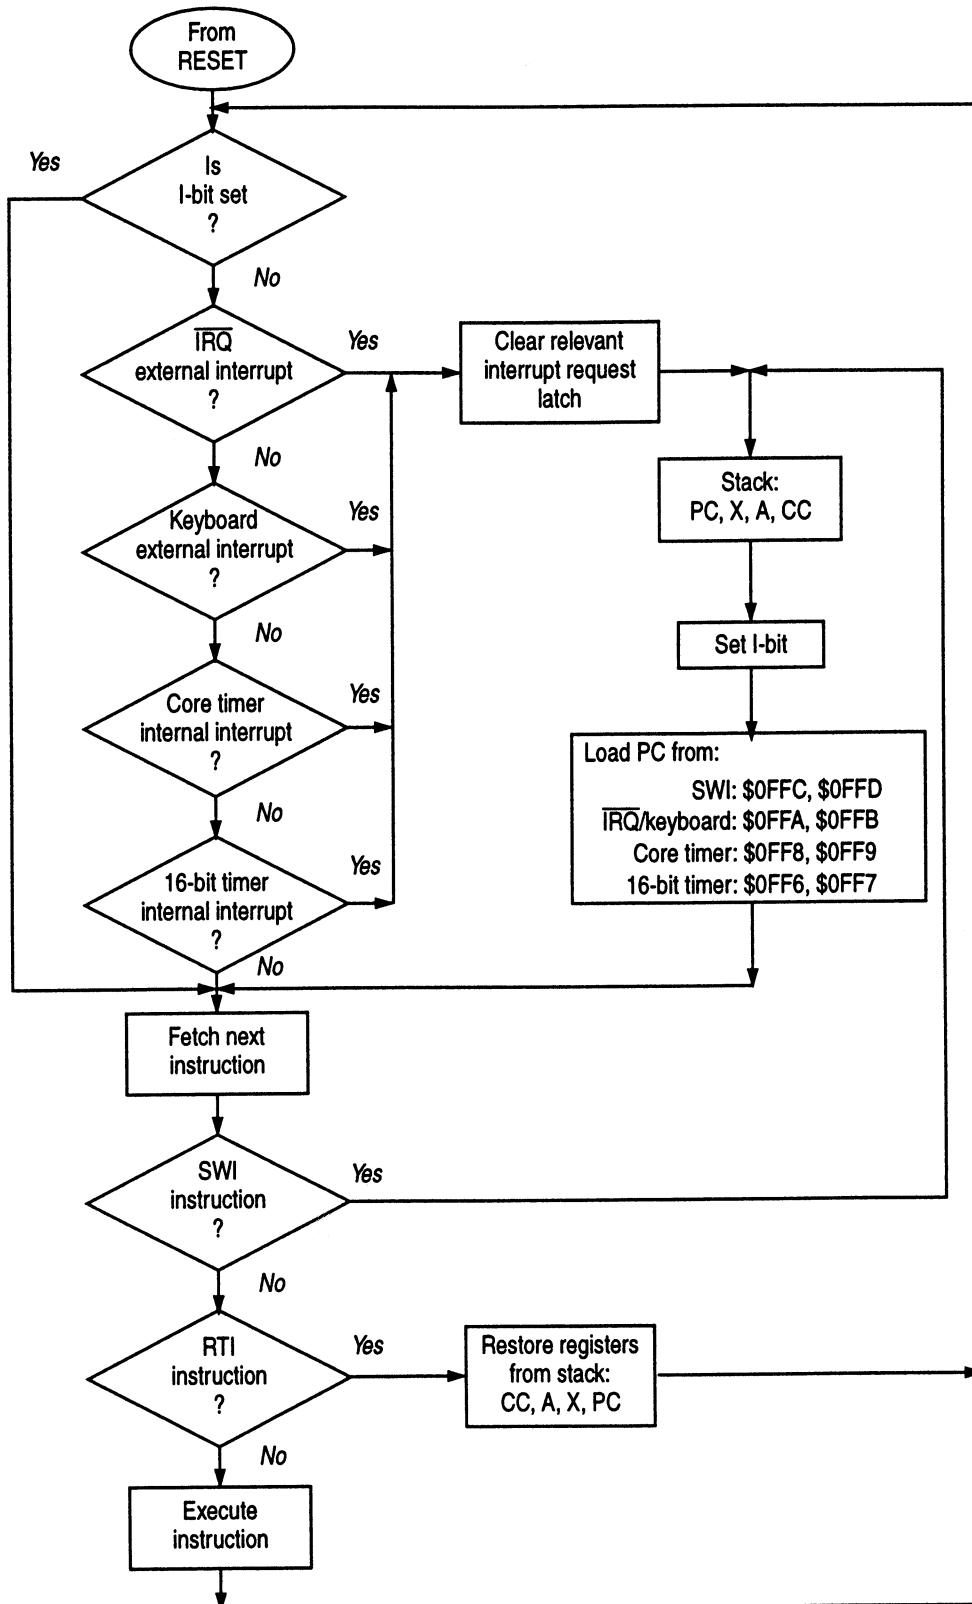 From
RESET
Yes
Is
I-bit set
?
No
IRQ
external interrupt
?
Yes
Clear relevant
interrupt request
latch
No
Stack:
PC, X, A, CC
Keyboard
external interrupt
?
Yes
No
Set I-bit
Core timer
internal interrupt
?
Yes
Load PC from:
SWI: $0FFC, $0FFD
IRQ/keyboard: $0FFA, $0FFB
Core timer: $0FF8, $0FF9
16-bit timer: $0FF6, $0FF7
No
16-bit timer
internal interrupt
?
Yes
No
Fetch next
instruction
SWI
instruction
?
Yes
No
RTI
instruction
?
Yes
Restore registers
from stack:
CC, A, X, PC
No
Execute
instruction